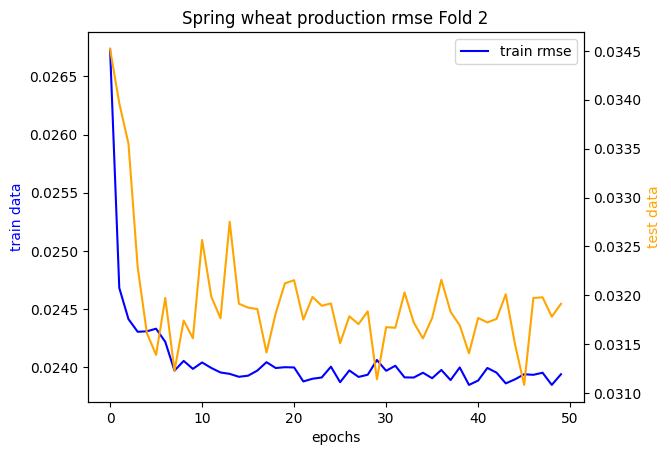 Spring wheat production rmse Fold 2
train rmse
0.0265
0.0260
0.0255
0.0250
0.0245
0.0240
train data
0.0345
0.0340
0.0335
0.0330
0.0325
0.0320
0.0315
0.0310
test data
0 10 20 30 40 50
epochs